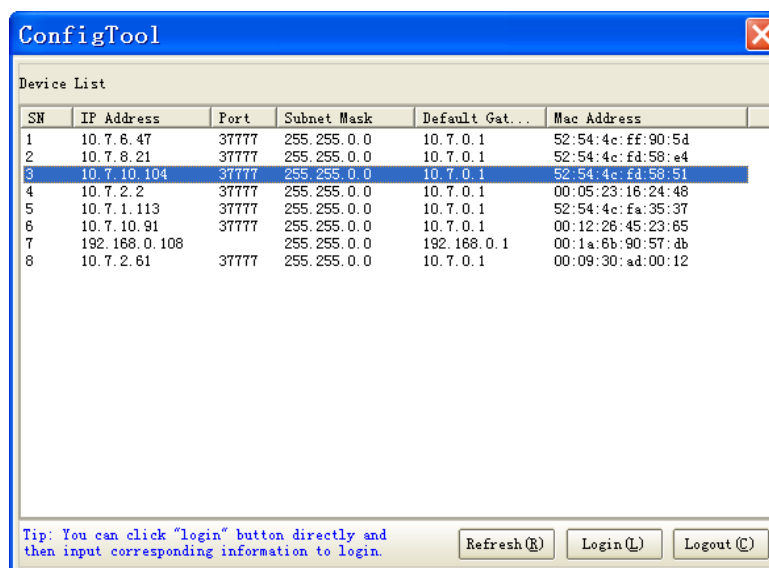 ConfigTool
Device List
SN IP Address Port Subnet Mask Default Gat... Mac Address
1 10.7.6.47 37777 255.255.0.0 10.7.0.1 52:54:4c:ff:90:5d
2 10.7.8.21 37777 255.255.0.0 10.7.0.1 52:54:4c:fd:58:e4
3 10.7.10.104 37777 255.255.0.0 10.7.0.1 52:54:4c:fd:58:51
4 10.7.2.2 37777 255.255.0.0 10.7.0.1 00:05:23:16:24:48
5 10.7.1.113 37777 255.255.0.0 10.7.0.1 52:54:4c:fa:35:37
6 10.7.10.91 37777 255.255.0.0 10.7.0.1 00:12:26:45:23:65
7 192.168.0.108 255.255.0.0 192.168.0.1 00:1a:6b:90:57:db
8 10.7.2.61 37777 255.255.0.0 10.7.0.1 00:09:30:ad:00:12
Tip: You can click "login" button directly and
then input corresponding information to login.
Refresh(R) Login(L) Logout(C)